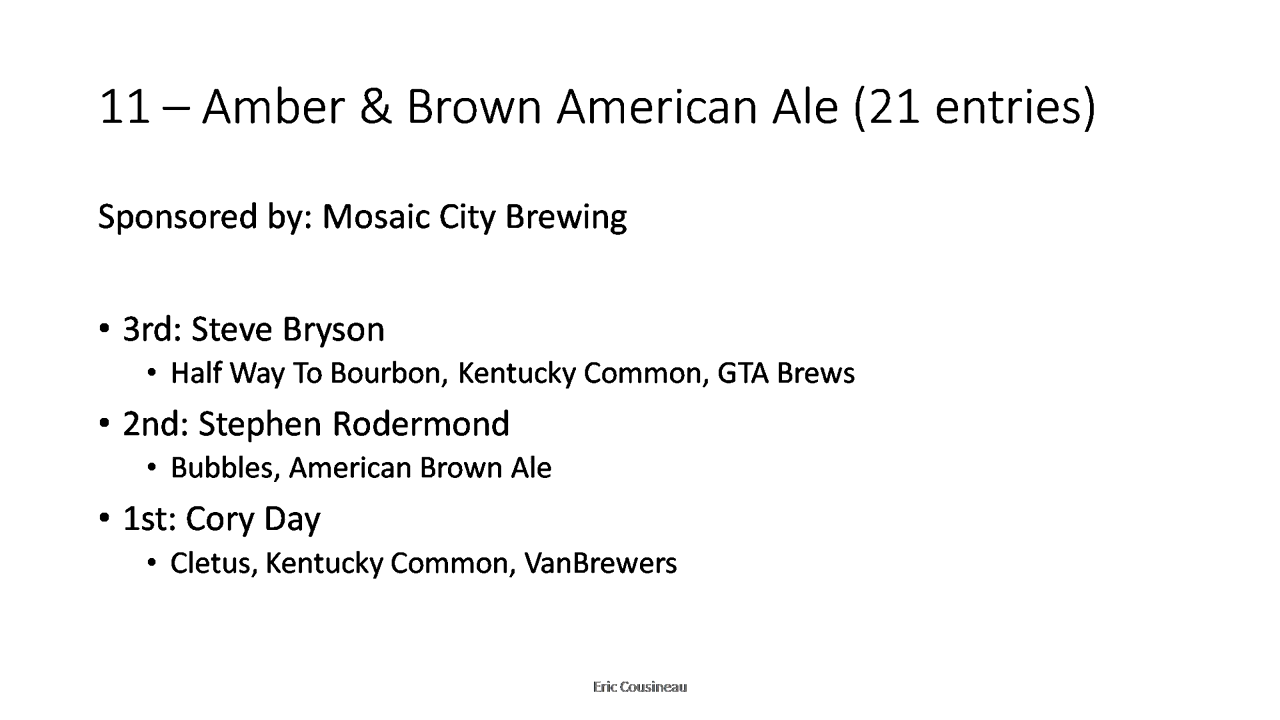 11 – Amber & Brown American Ale (21 entries)
Sponsored by: Mosaic City Brewing
• 3rd: Steve Bryson
• Half Way To Bourbon, Kentucky Common, GTA Brews
• 2nd: Stephen Rodermond
• Bubbles, American Brown Ale
• 1st: Cory Day
• Cletus, Kentucky Common, VanBrewers
Eric Cousineau